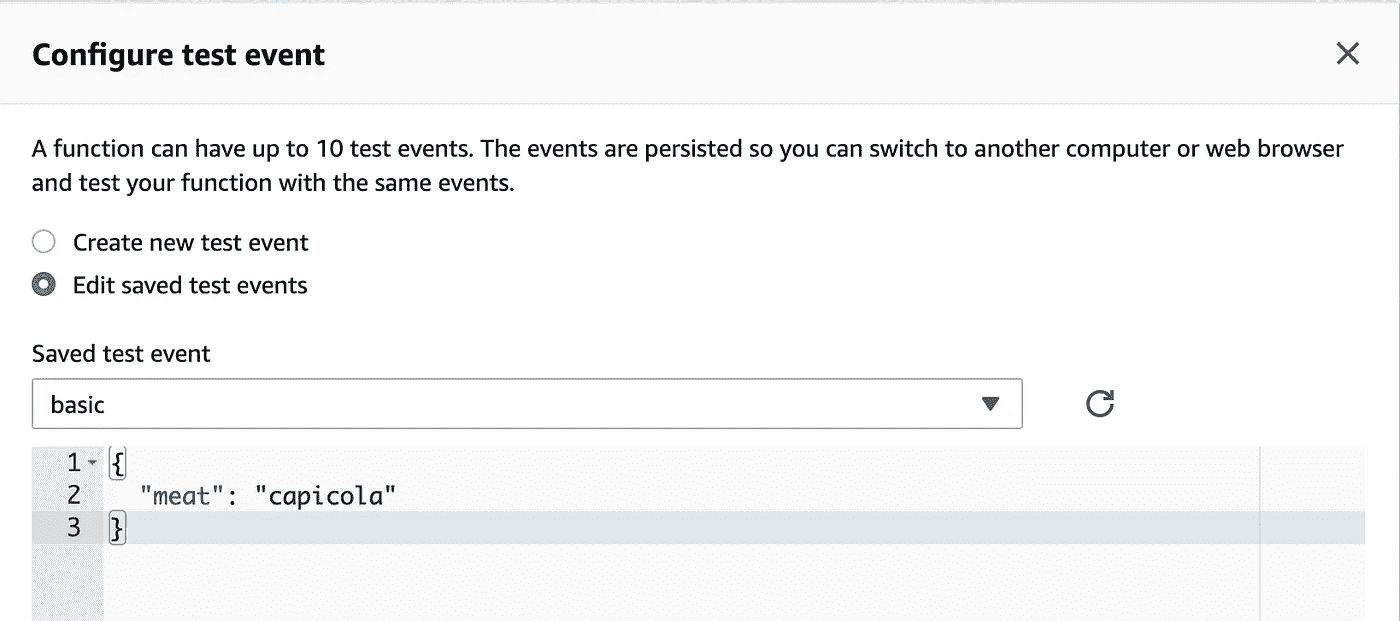 Configure test event
A function can have up to 10 test events. The events are persisted so you can switch to another computer or web browser
and test your function with the same events.
Create new test event
Edit saved test events
Saved test event
basic
1 {
2 "meat": "capicola"
3 }